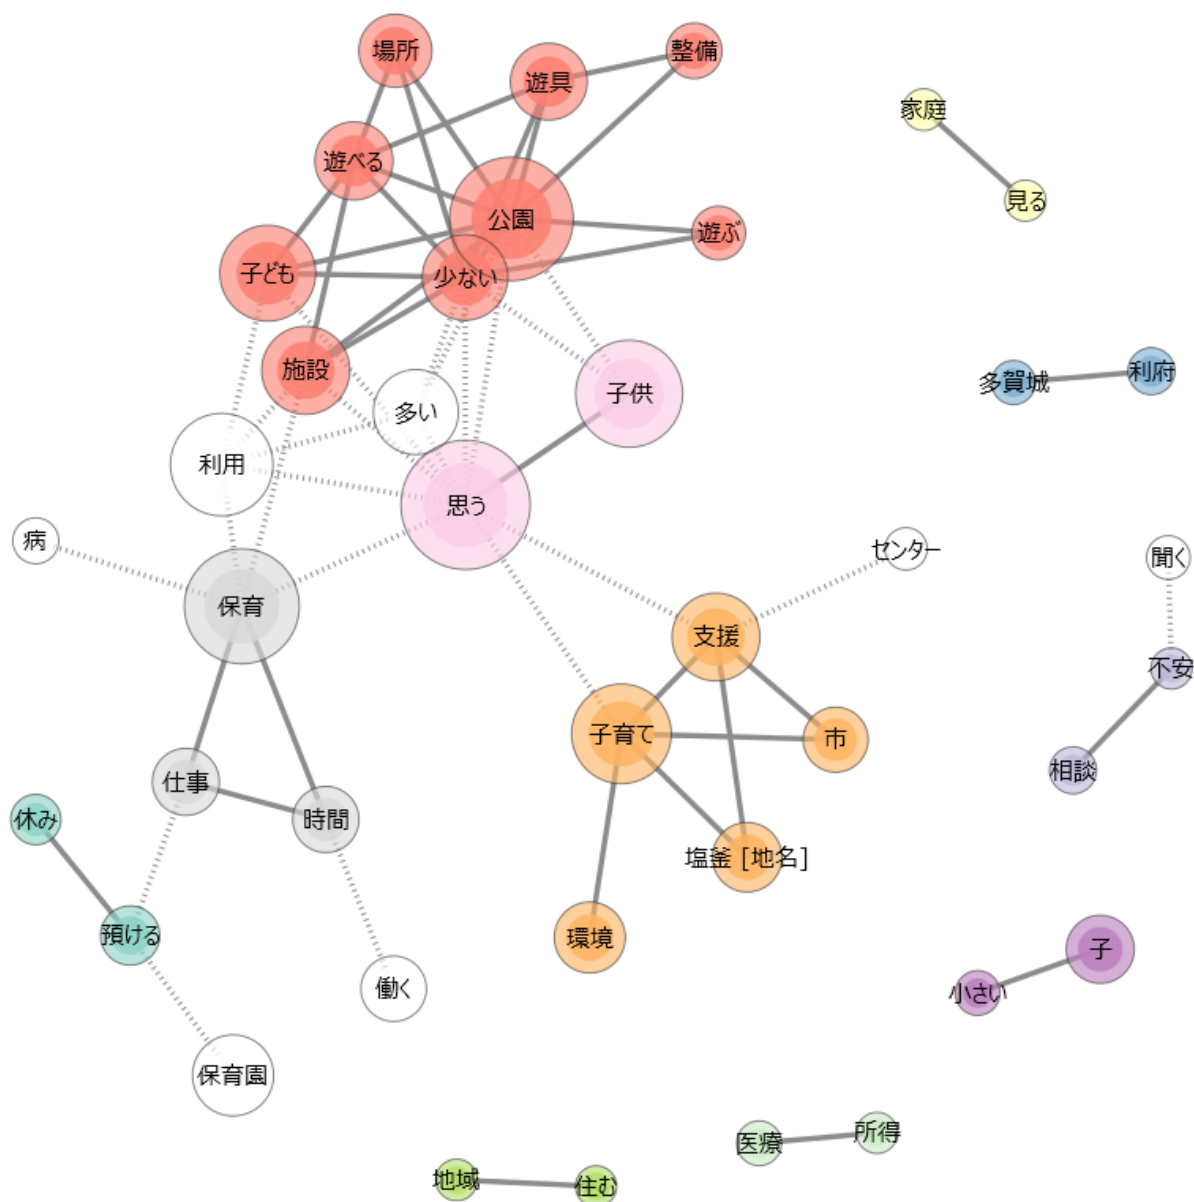 場所
遊具
整備
家庭
遊べる
見る
公園
遊ぶ
子ども
少ない
施設
多賀城
利府
子供
多い
利用
思う
病
センター
聞く
保育
支援
不安
子育て
市
相談
仕事
休み
時間
塩釜 [地名]
預ける
環境
子
働く
小さい
保育園
医療
所得
地域
住む